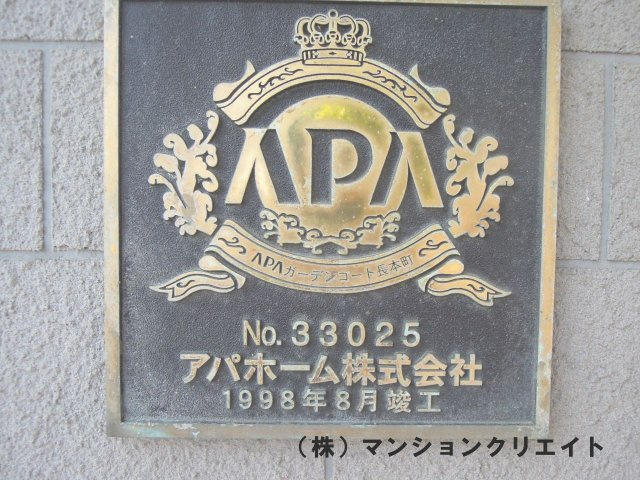 APA
APAガーデンコート長本町
No.33025
アパホーム株式会社
1998年8月竣工
（株）マンションクリエイト